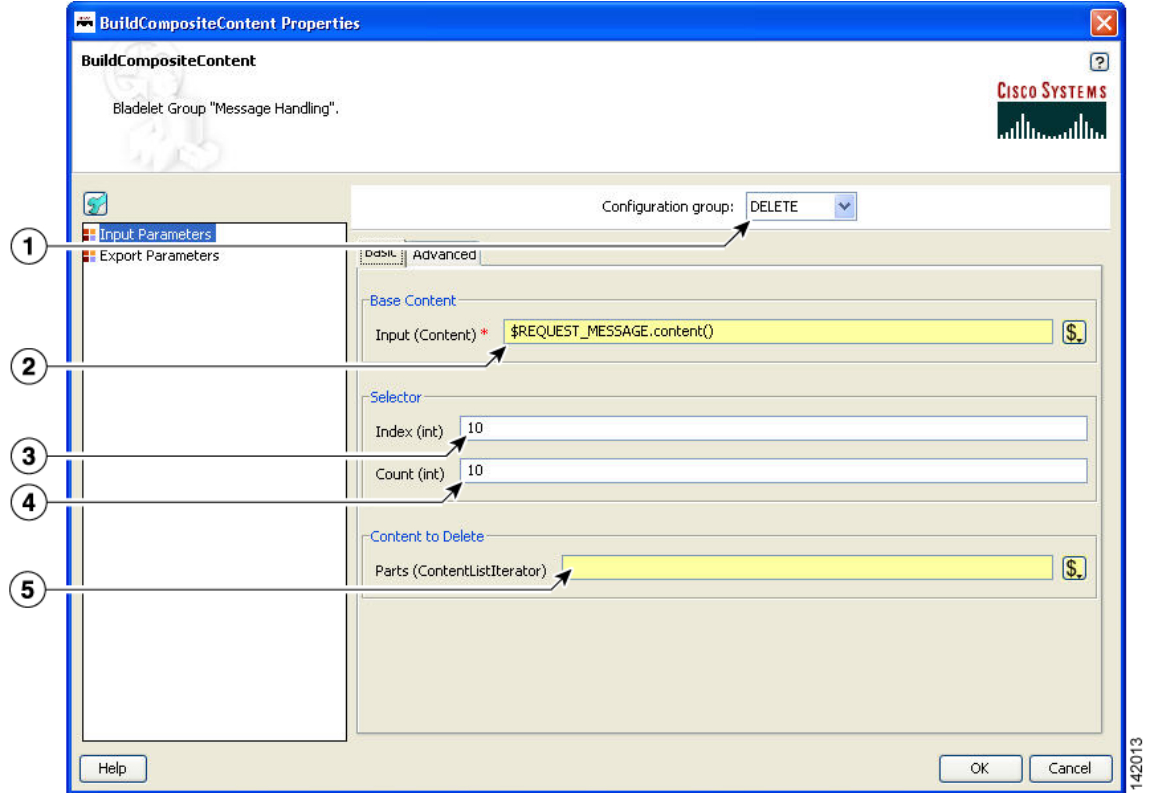 BuildCompositeContent Properties
BuildCompositeContent
?
Bladelet Group "Message Handling".
CISCO SYSTEMS
Configuration group: DELETE
1
Input Parameters
Export Parameters
Basic Advanced
Base Content
Input (Content) * $REQUEST_MESSAGE.content() $
2
Selector
Index (int) 10
3
Count (int) 10
4
Content to Delete
Parts (ContentListIterator) $
5
Help OK Cancel
142013